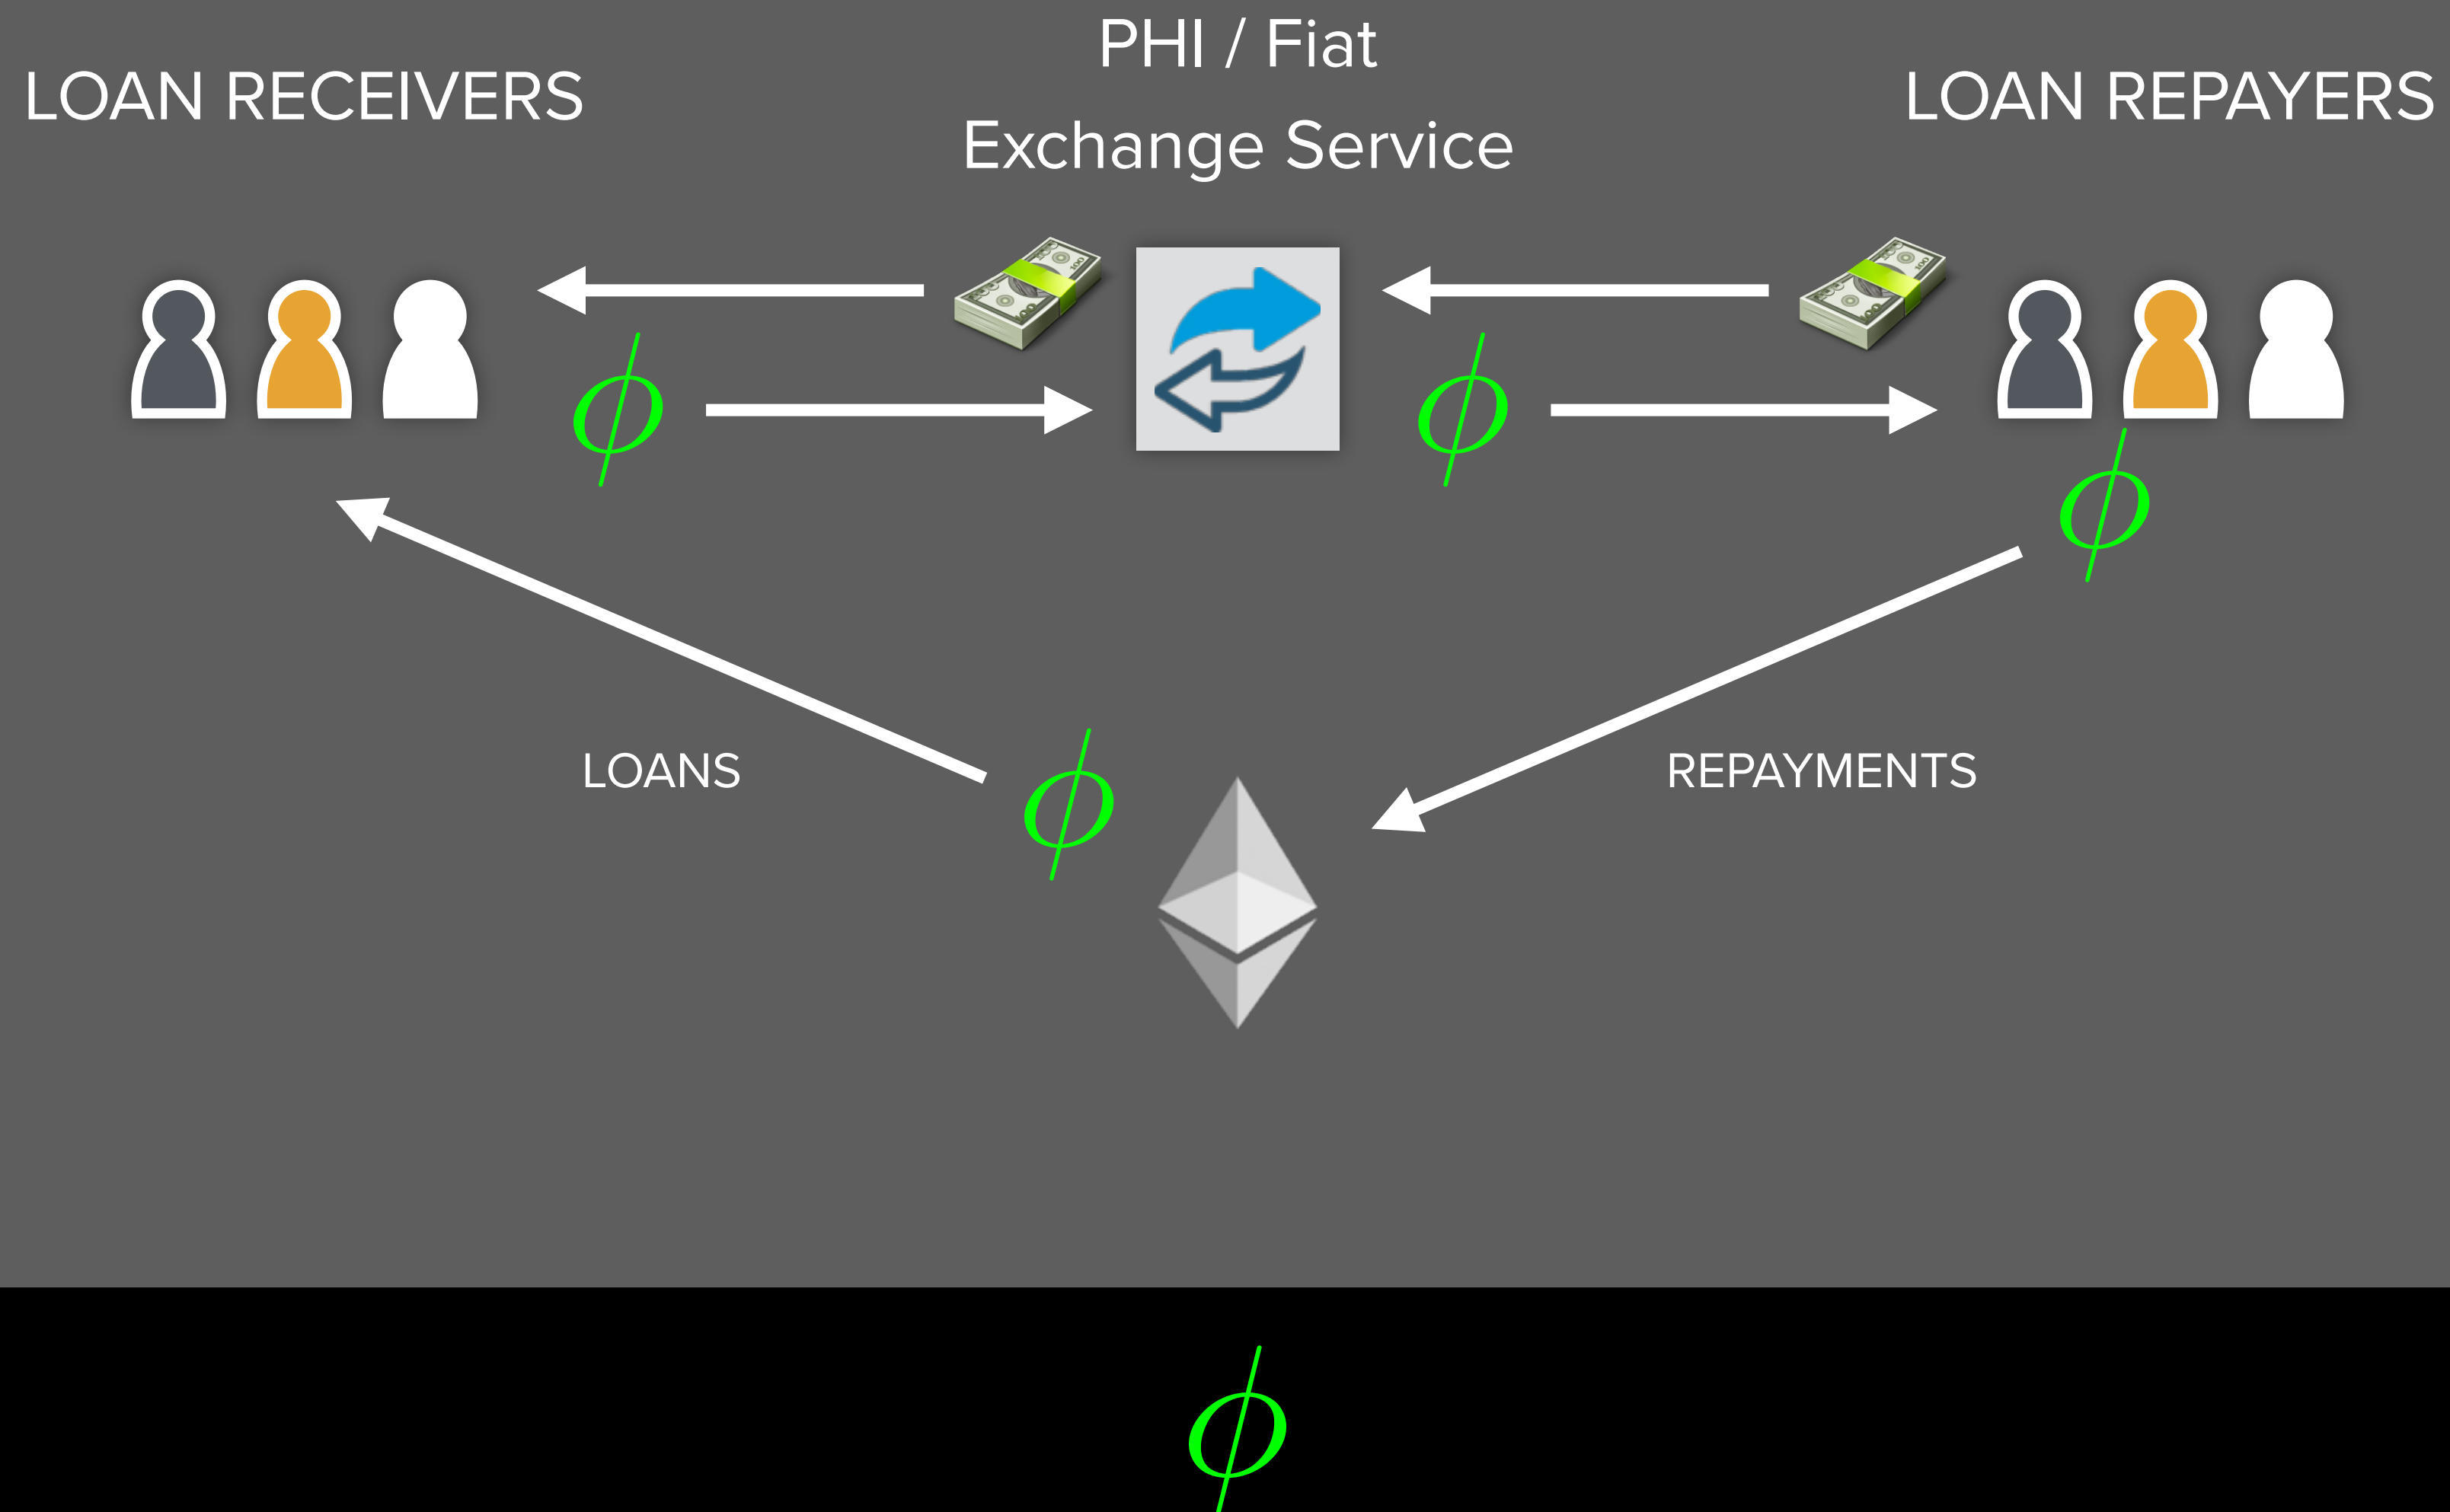 PHI / Fiat
Exchange Service
LOAN RECEIVERS
LOAN REPAYERS
ϕ
ϕ
ϕ
ϕ
LOANS
REPAYMENTS
ϕ